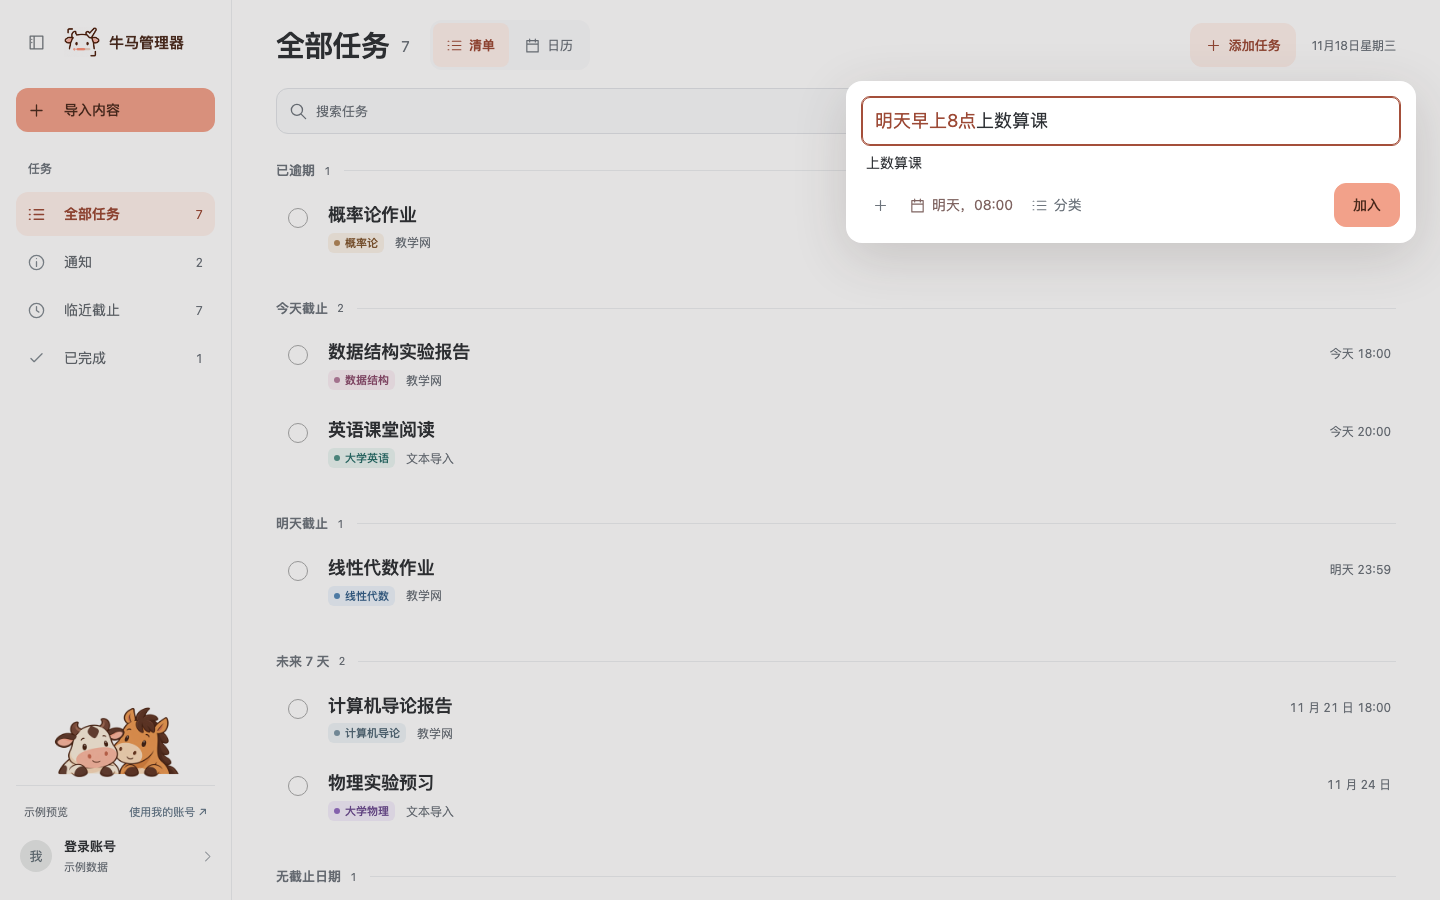 牛马管理器
导入内容
任务
全部任务 7
通知 2
临近截止 7
已完成 1
示例预览 使用我的账号
我 登录账号
示例数据
全部任务 7 清单 日历 添加任务 11月18日星期三
搜索任务
明天早上8点上数算课
上数算课
明天，08:00 分类 加入
已逾期 1
概率论作业
概率论 教学网
今天截止 2
数据结构实验报告 今天 18:00
数据结构 教学网
英语课堂阅读 今天 20:00
大学英语 文本导入
明天截止 1
线性代数作业 明天 23:59
线性代数 教学网
未来 7 天 2
计算机导论报告 11 月 21 日 18:00
计算机导论 教学网
物理实验预习 11 月 24 日
大学物理 文本导入
无截止日期 1